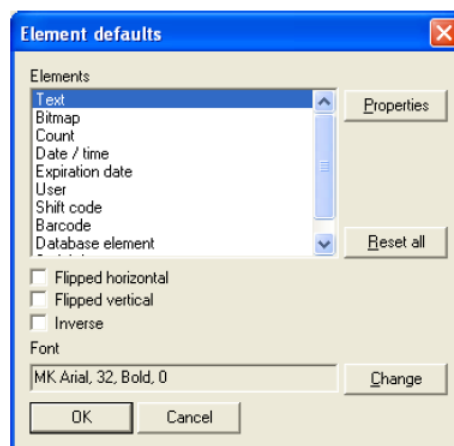 Element defaults
Elements
Text
Bitmap
Count
Date / time
Expiration date
User
Shift code
Barcode
Database element
Properties
Reset all
Flipped horizontal
Flipped vertical
Inverse
Font
MK Arial, 32, Bold, 0
Change
OK
Cancel